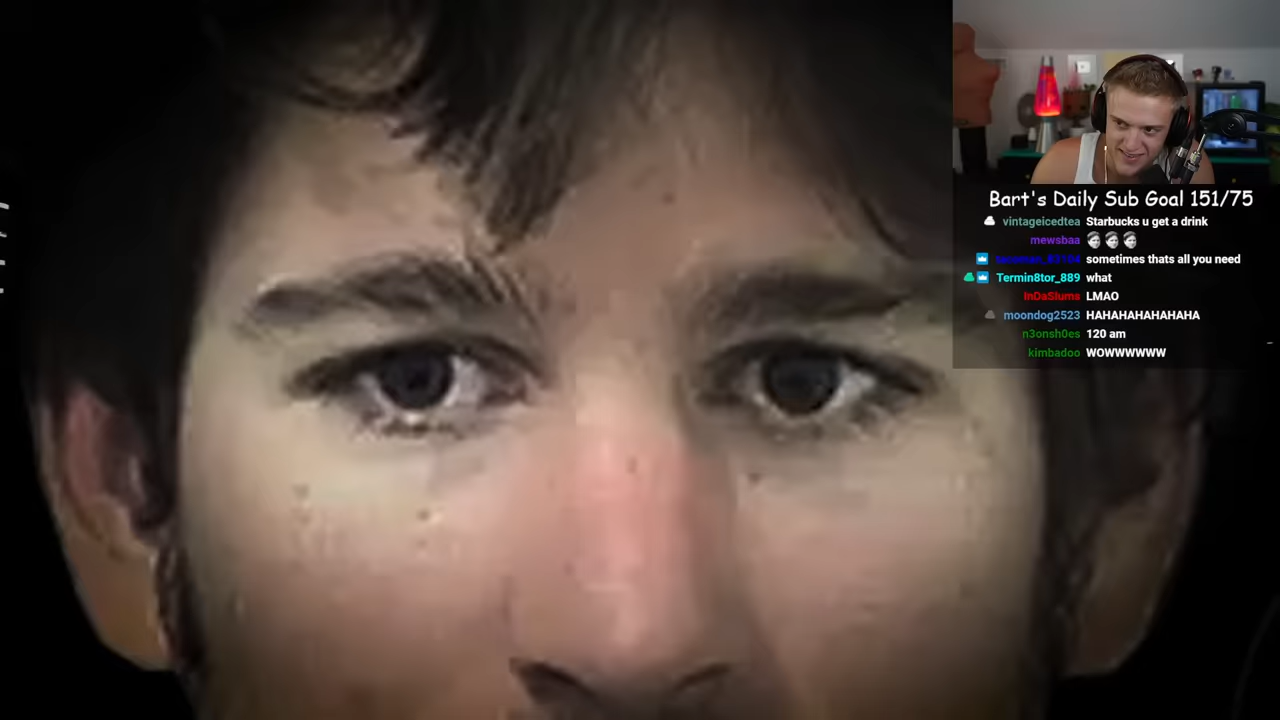 Bart's Daily Sub Goal 151/75
vintageicedtea Starbucks u get a drink
mewsbaa
sometimes thats all you need
Termin8tor_889 what
InDaSlums LMAO
moondog2523 HAHAHAHAHAHAHA
n3onsh0es 120 am
kimbadoo WOWWWWWW